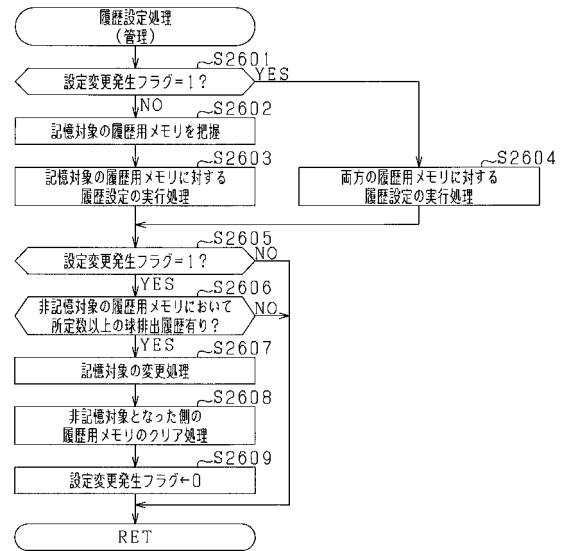 履歴設定処理
（管理）
S2601
設定変更発生フラグ=1?
YES
NO
S2602
記憶対象の履歴用メモリを把握
S2603
記憶対象の履歴用メモリに対する
履歴設定の実行処理
S2604
両方の履歴用メモリに対する
履歴設定の実行処理
S2605
設定変更発生フラグ=1?
NO
YES
S2606
非記憶対象の履歴用メモリにおいて
所定数以上の球排出履歴有り?
NO
YES
S2607
記憶対象の変更処理
S2608
非記憶対象となった側の
履歴用メモリのクリア処理
S2609
設定変更発生フラグ←0
RET